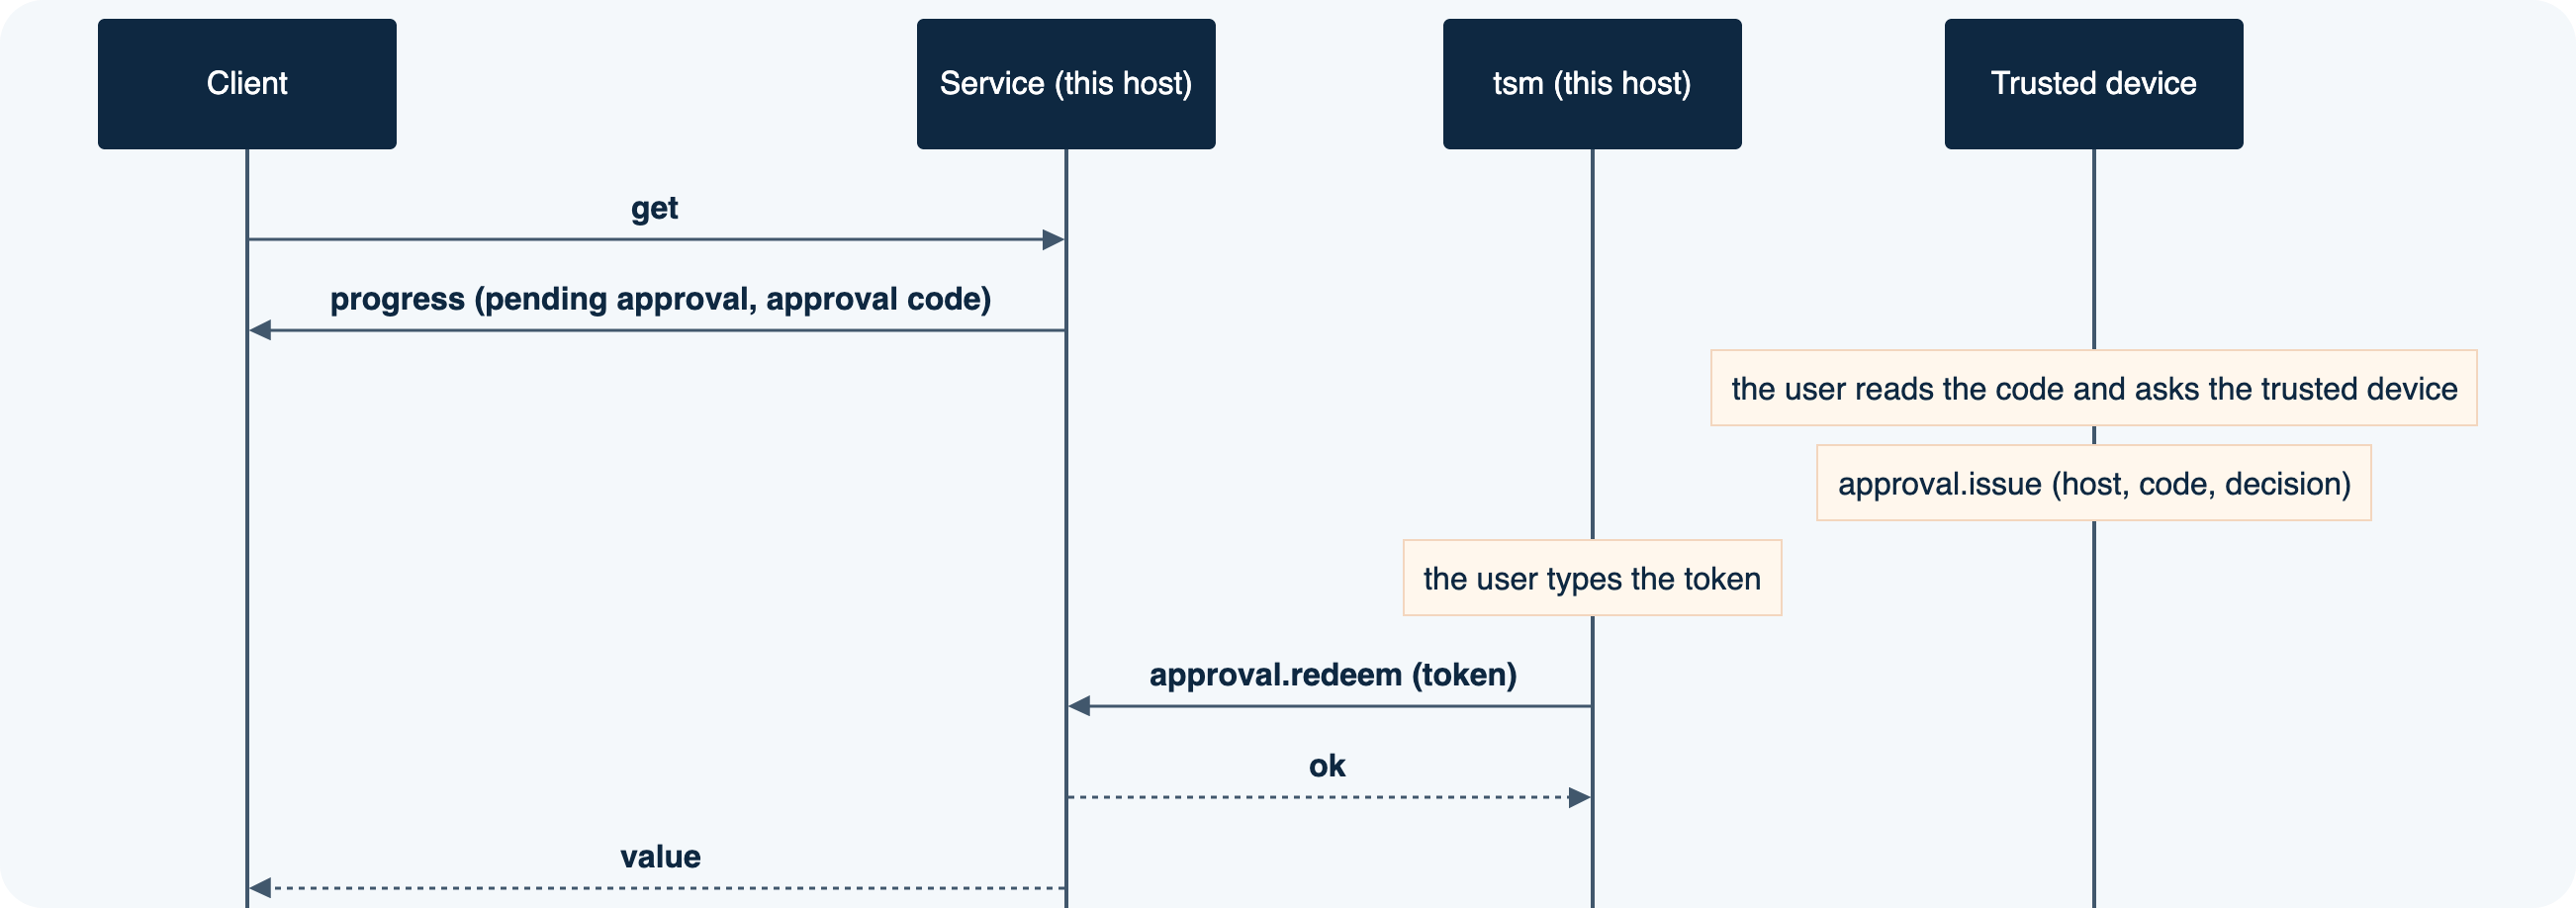 Client
Service (this host)
tsm (this host)
Trusted device
get
progress (pending approval, approval code)
the user reads the code and asks the trusted device
approval.issue (host, code, decision)
the user types the token
approval.redeem (token)
ok
value